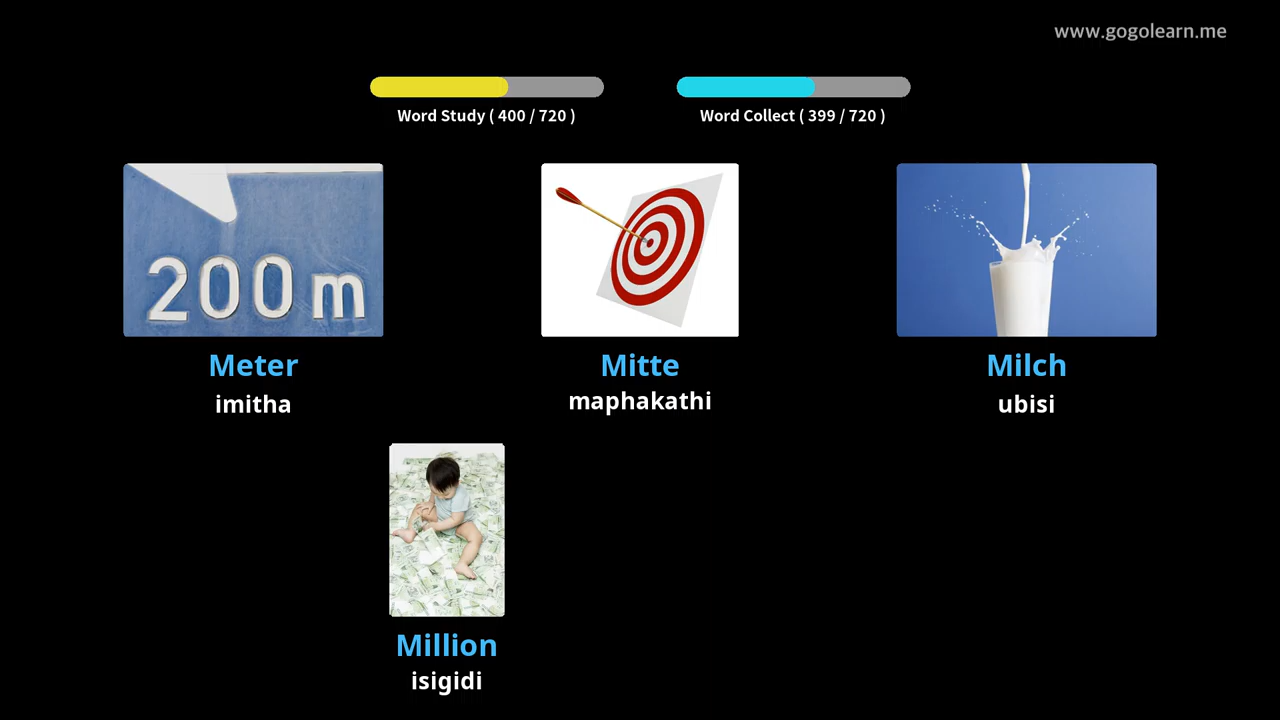 www.gogolearn.me
Word Study ( 400 / 720 )
Word Collect ( 399 / 720 )
200m
Meter
imitha
Mitte
maphakathi
Milch
ubisi
Million
isigidi